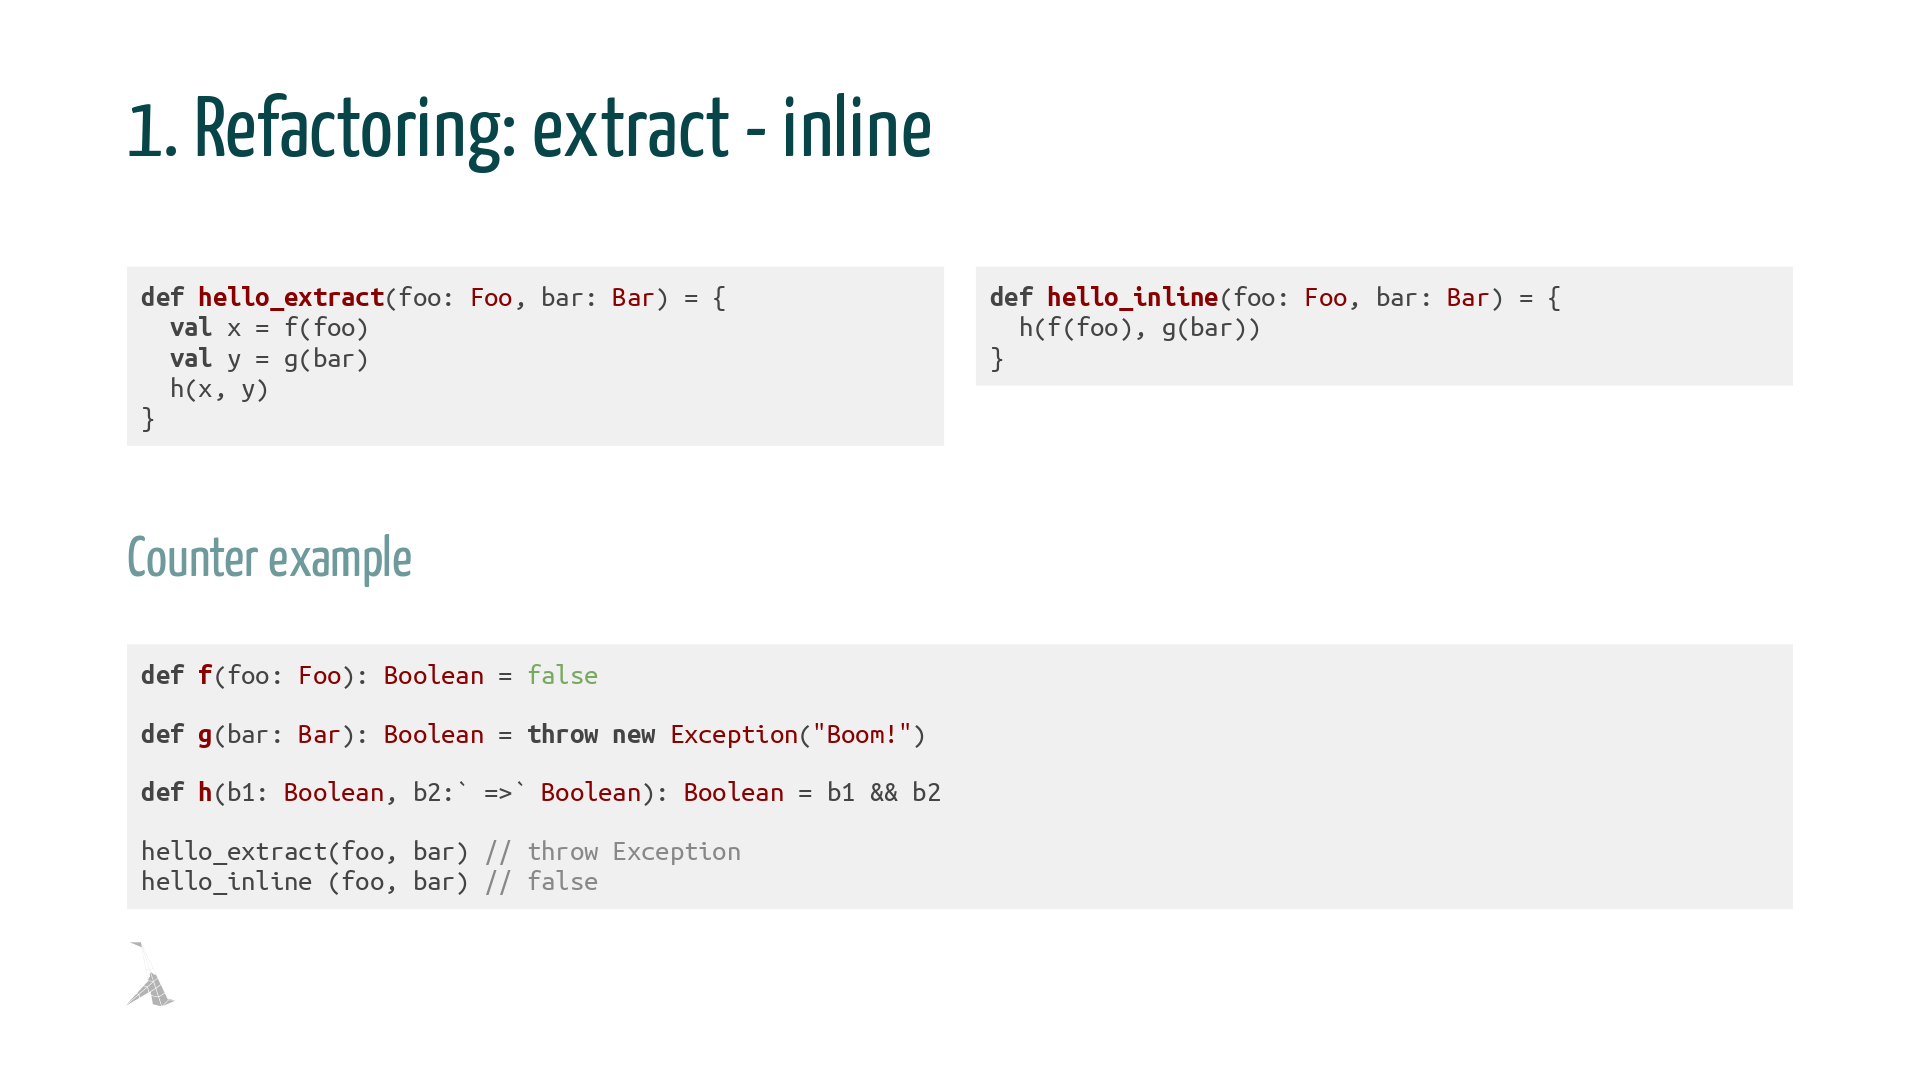 1. Refactoring: extract - inline
def hello_extract(foo: Foo, bar: Bar) = {
  val x = f(foo)
  val y = g(bar)
  h(x, y)
}
def hello_inline(foo: Foo, bar: Bar) = {
  h(f(foo), g(bar))
}
Counter example
def f(foo: Foo): Boolean = false
def g(bar: Bar): Boolean = throw new Exception("Boom!")
def h(b1: Boolean, b2:` =>` Boolean): Boolean = b1 && b2
hello_extract(foo, bar) // throw Exception
hello_inline (foo, bar) // false